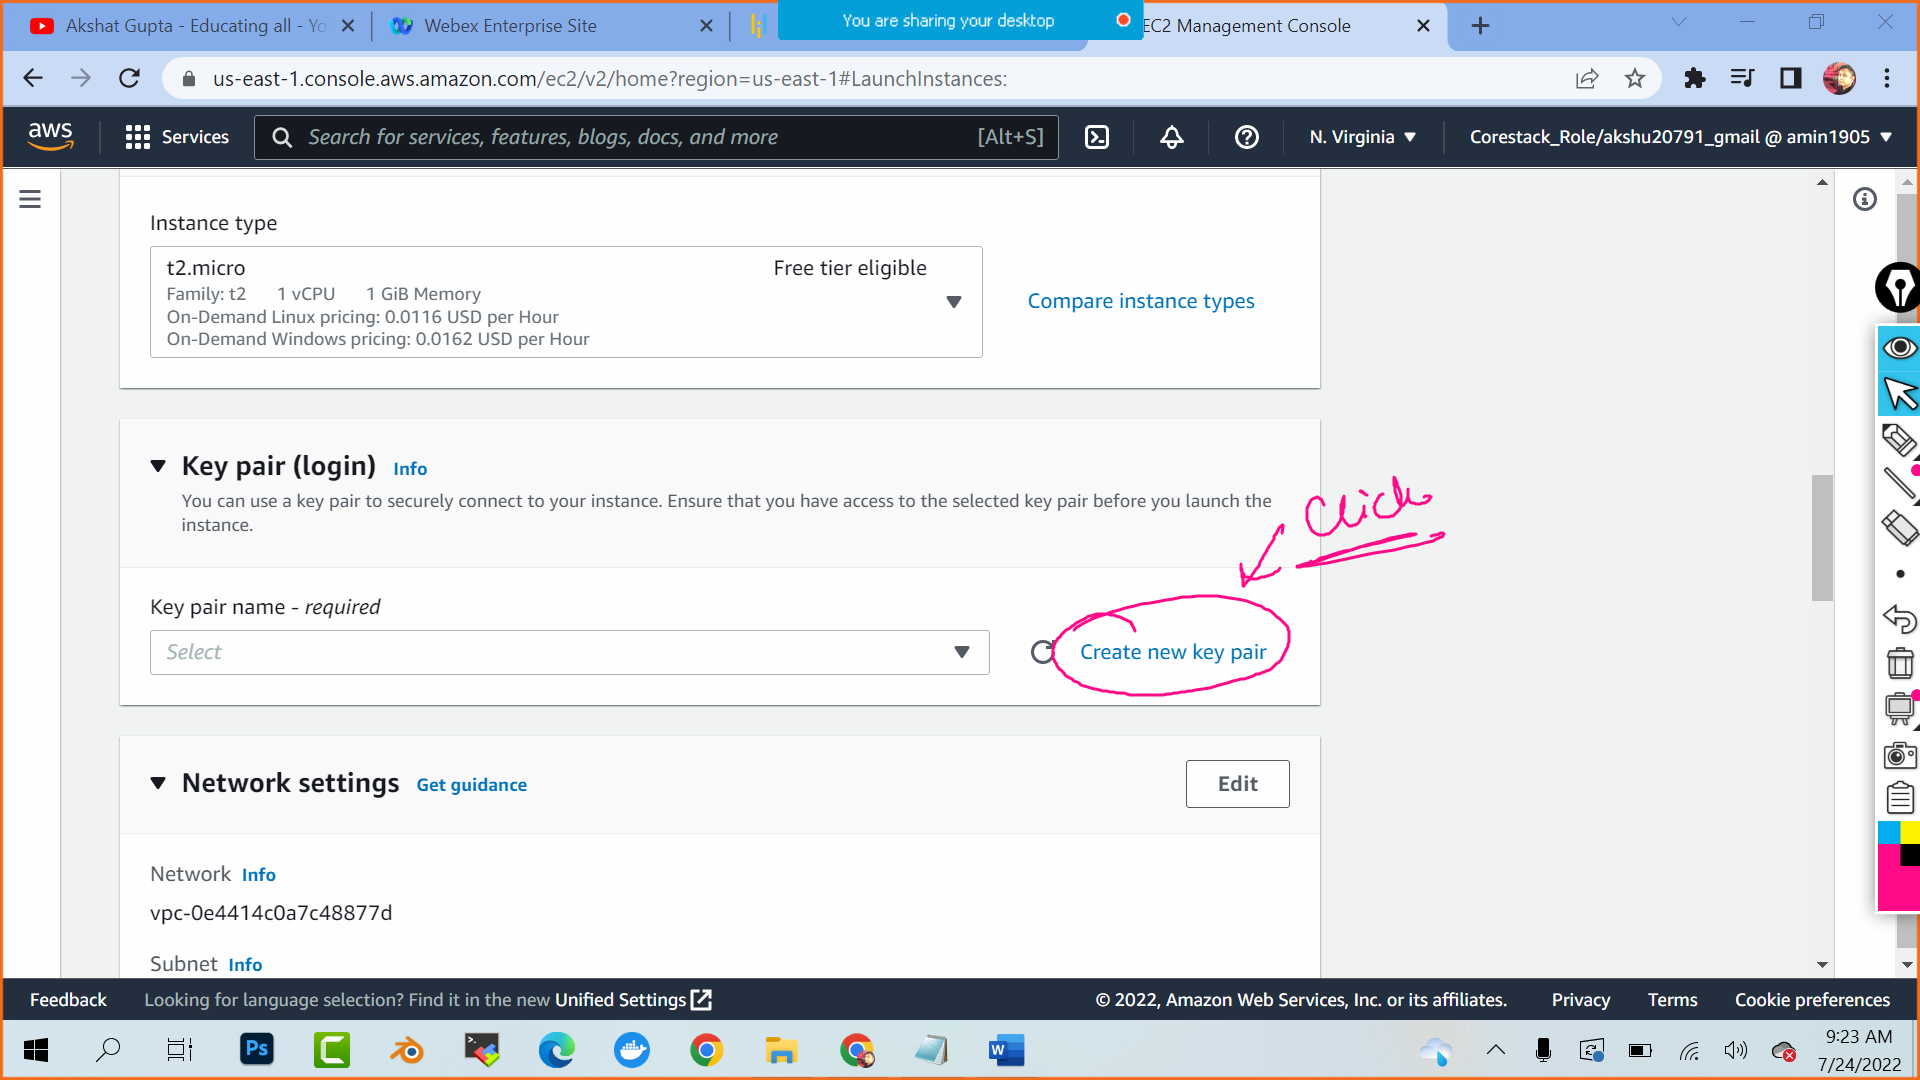 Akshat Gupta - Educating all - Yo
Webex Enterprise Site
You are sharing your desktop
EC2 Management Console
us-east-1.console.aws.amazon.com/ec2/v2/home?region=us-east-1#LaunchInstances:
aws
Services
Search for services, features, blogs, docs, and more
[Alt+S]
N. Virginia
Corestack_Role/akshu20791_gmail @ amin1905
Instance type
t2.micro
Free tier eligible
Family: t2 1 vCPU 1 GiB Memory
On-Demand Linux pricing: 0.0116 USD per Hour
On-Demand Windows pricing: 0.0162 USD per Hour
Compare instance types
Key pair (login) Info
You can use a key pair to securely connect to your instance. Ensure that you have access to the selected key pair before you launch the
instance.
Click
Key pair name - required
Select
Create new key pair
Network settings Get guidance
Edit
Network Info
vpc-0e4414c0a7c48877d
Subnet Info
Feedback
Looking for language selection? Find it in the new Unified Settings
© 2022, Amazon Web Services, Inc. or its affiliates.
Privacy
Terms
Cookie preferences
Ps
C
W
9:23 AM
7/24/2022